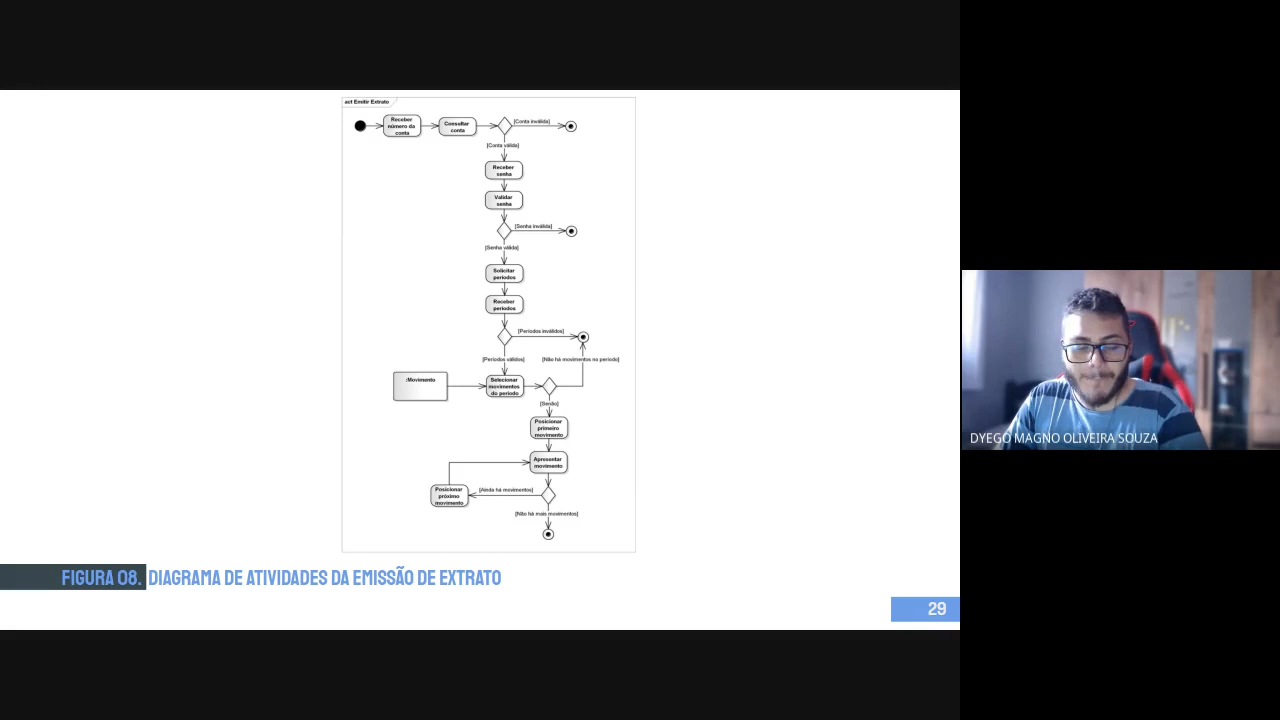 act Emitir Extrato
Receber
número da
conta
Consultar
conta
[Conta inválida]
[Conta válida]
Receber
senha
Validar
senha
[Senha inválida]
[Senha válida]
Solicitar
períodos
Receber
períodos
[Períodos inválidos]
[Períodos válidos]
[Não há movimentos no período]
:Movimento
Selecionar
movimentos
do período
[Senão]
Posicionar
primeiro
movimento
Apresentar
movimento
Posicionar
próximo
movimento
[Ainda há movimentos]
[Não há mais movimentos]
DYEGO MAGNO OLIVEIRA SOUZA
FIGURA 08. DIAGRAMA DE ATIVIDADES DA EMISSÃO DE EXTRATO
29